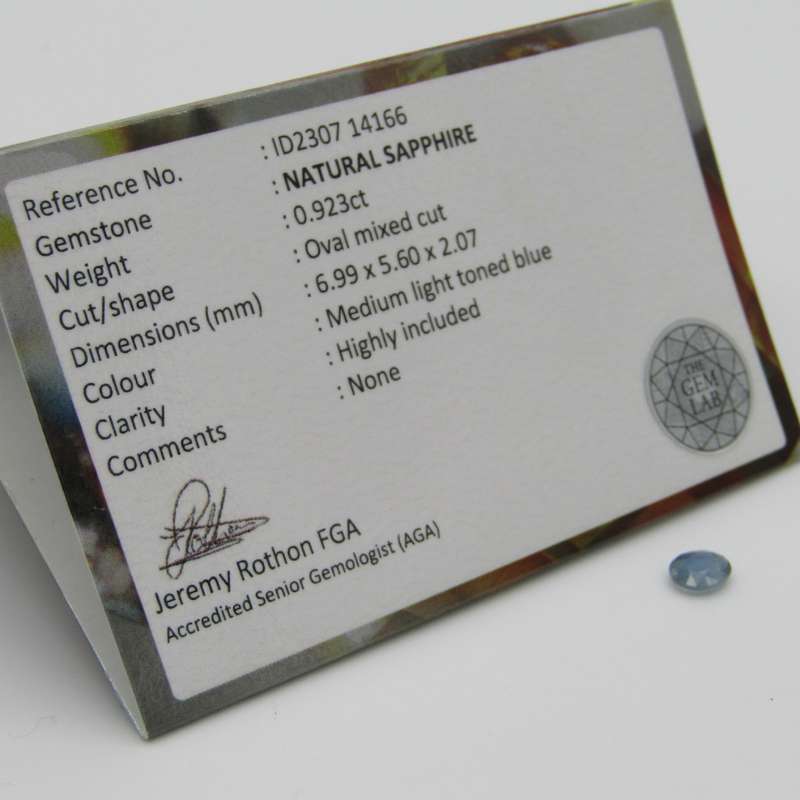 Reference No. : ID2307 14166
Gemstone : NATURAL SAPPHIRE
Weight : 0.923ct
Cut/shape : Oval mixed cut
Dimensions (mm) : 6.99 x 5.60 x 2.07
Colour : Medium light toned blue
Clarity : Highly included
Comments : None
THE
GEM
LAB
Jeremy Rothon FGA
Accredited Senior Gemologist (AGA)